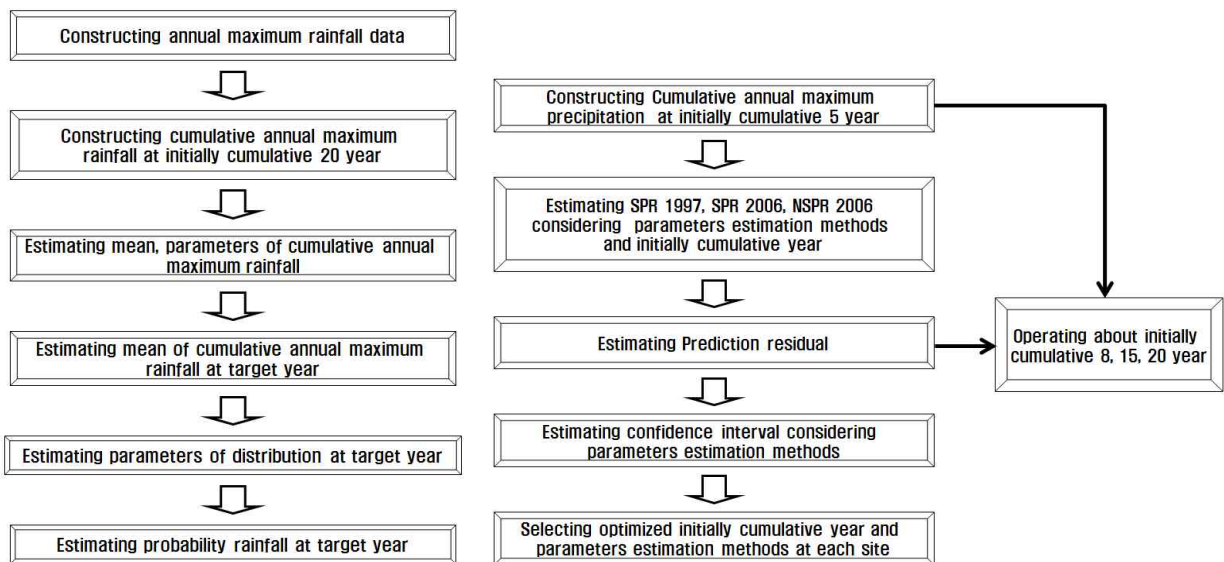 Constructing annual maximum rainfall data
Constructing cumulative annual maximum
rainfall at initially cumulative 20 year
Estimating mean, parameters of cumulative annual
maximum rainfall
Estimating mean of cumulative annual maximum
rainfall at target year
Estimating parameters of distribution at target year
Estimating probability rainfall at target year
Constructing Cumulative annual maximum
precipitation at initially cumulative 5 year
Estimating SPR 1997, SPR 2006, NSPR 2006
considering parameters estimation methods
and initially cumulative year
Estimating Prediction residual
Estimating confidence interval considering
parameters estimation methods
Selecting optimized initially cumulative year and
parameters estimation methods at each site
Operating about initially
cumulative 8, 15, 20 year